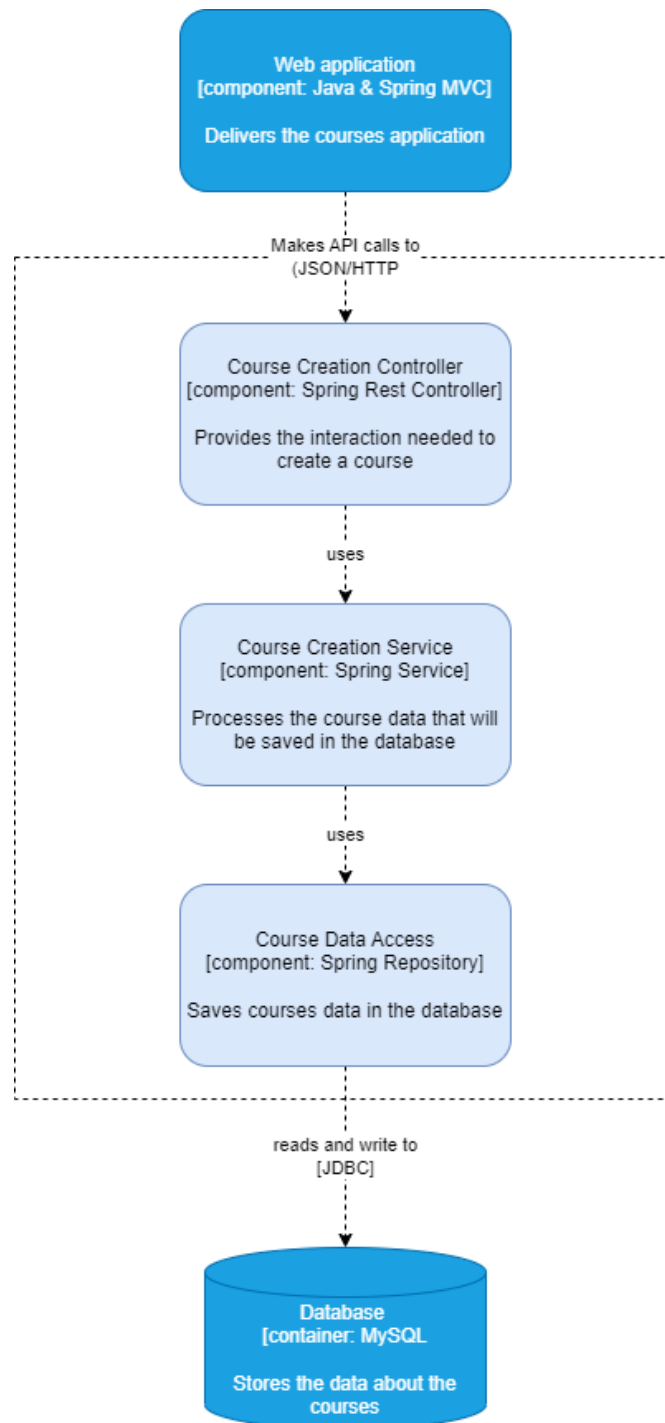 Web application
[component: Java & Spring MVC]
Delivers the courses application
Makes API calls to
(JSON/HTTP
Course Creation Controller
[component: Spring Rest Controller]
Provides the interaction needed to
create a course
uses
Course Creation Service
[component: Spring Service]
Processes the course data that will
be saved in the database
uses
Course Data Access
[component: Spring Repository]
Saves courses data in the database
reads and write to
[JDBC]
Database
[container: MySQL
Stores the data about the
courses